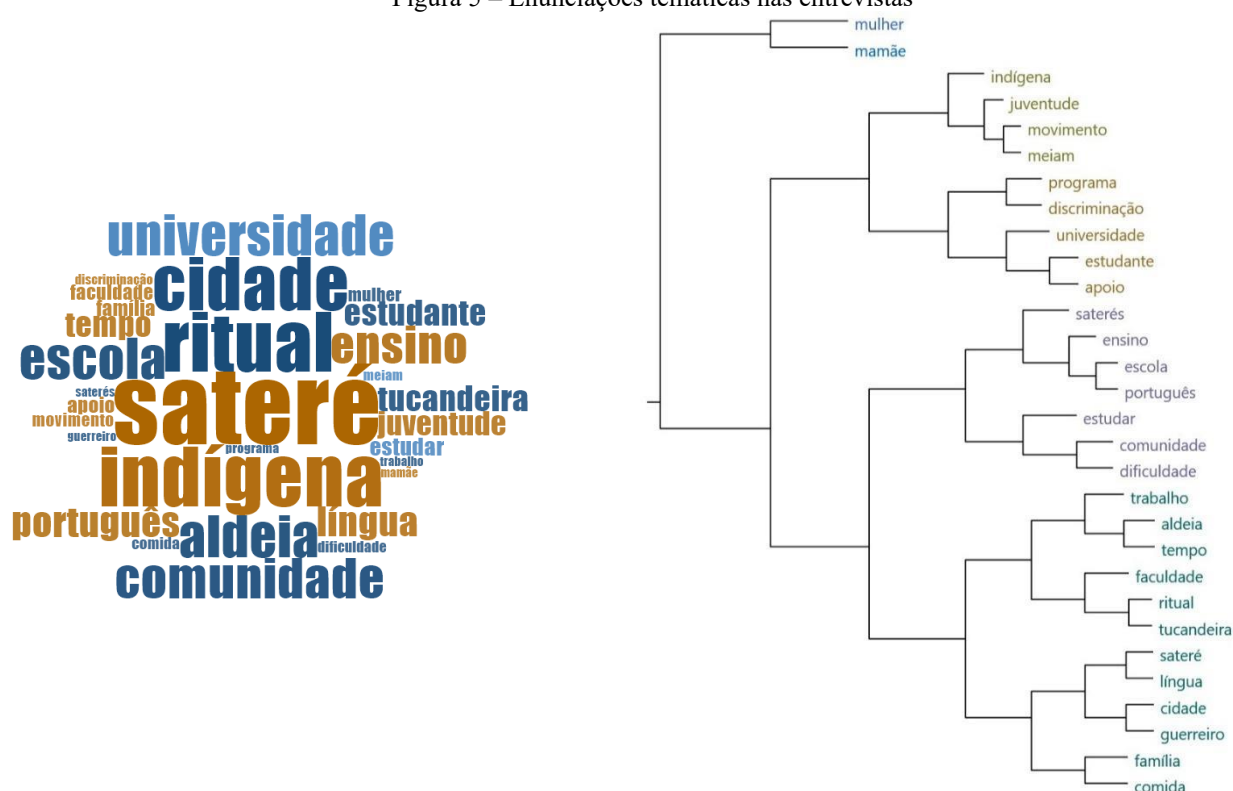 Figura 5 – Enunciações temáticas nas entrevistas
universidade
cidade
discriminação
faculdade
família
mulher
estudante
tempo
ritual
ensino
escola
meiam
sateré
saterés
apoio
movimento
guerreiro
tucandeira
juventude
estudar
programa
trabalho
mamãe
indígena
português
língua
comida
aldeia
dificuldade
comunidade
mulher
mamãe
indígena
juventude
movimento
meiam
programa
discriminação
universidade
estudante
apoio
saterés
ensino
escola
português
estudar
comunidade
dificuldade
trabalho
aldeia
tempo
faculdade
ritual
tucandeira
sateré
língua
cidade
guerreiro
família
comida